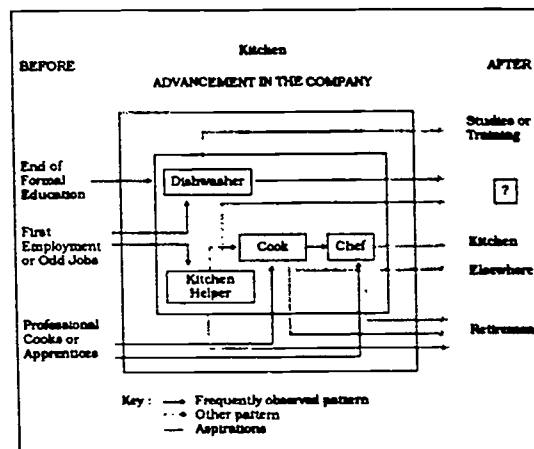 Kitchen
BEFORE
AFTER
ADVANCEMENT IN THE COMPANY
Studies or
Training
End of
Formal
Education
Dishwasher
?
First
Employment
or Odd Jobs
Cook
Chef
Kitchen
Elsewhere
Kitchen
Helper
Professional
Cooks or
Apprentices
Retirement
Key :
Frequently observed pattern
Other pattern
Aspirations